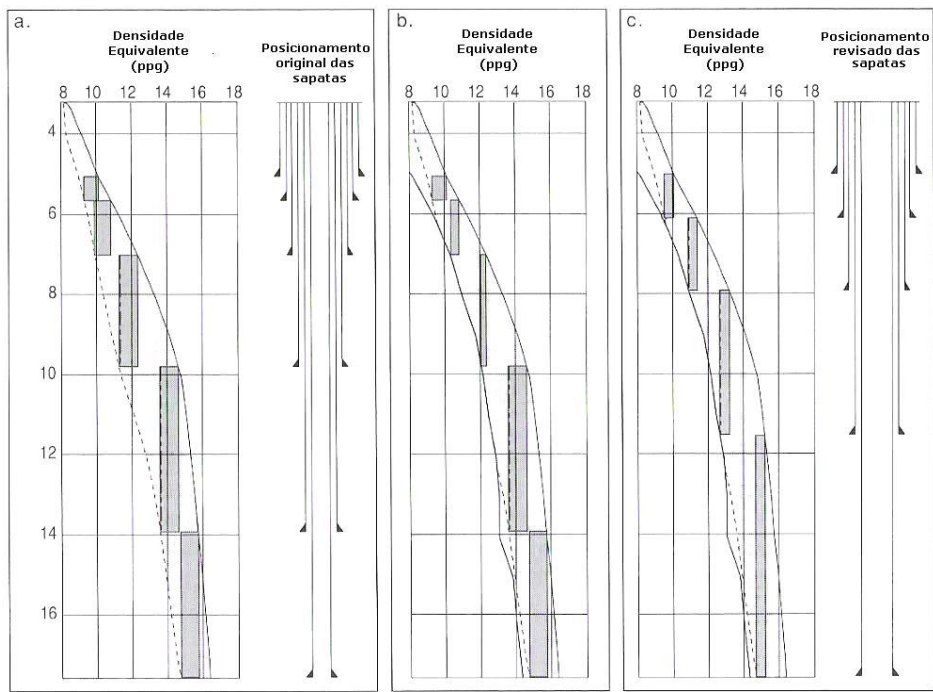 a.
Densidade
Equivalente
(ppg)
Posicionamento
original das
sapatas
8 10 12 14 16 18
4
6
8
10
12
14
16
b.
Densidade
Equivalente
(ppg)
8 10 12 14 16 18
c.
Densidade
Equivalente
(ppg)
Posicionamento
revisado das
sapatas
8 10 12 14 16 18